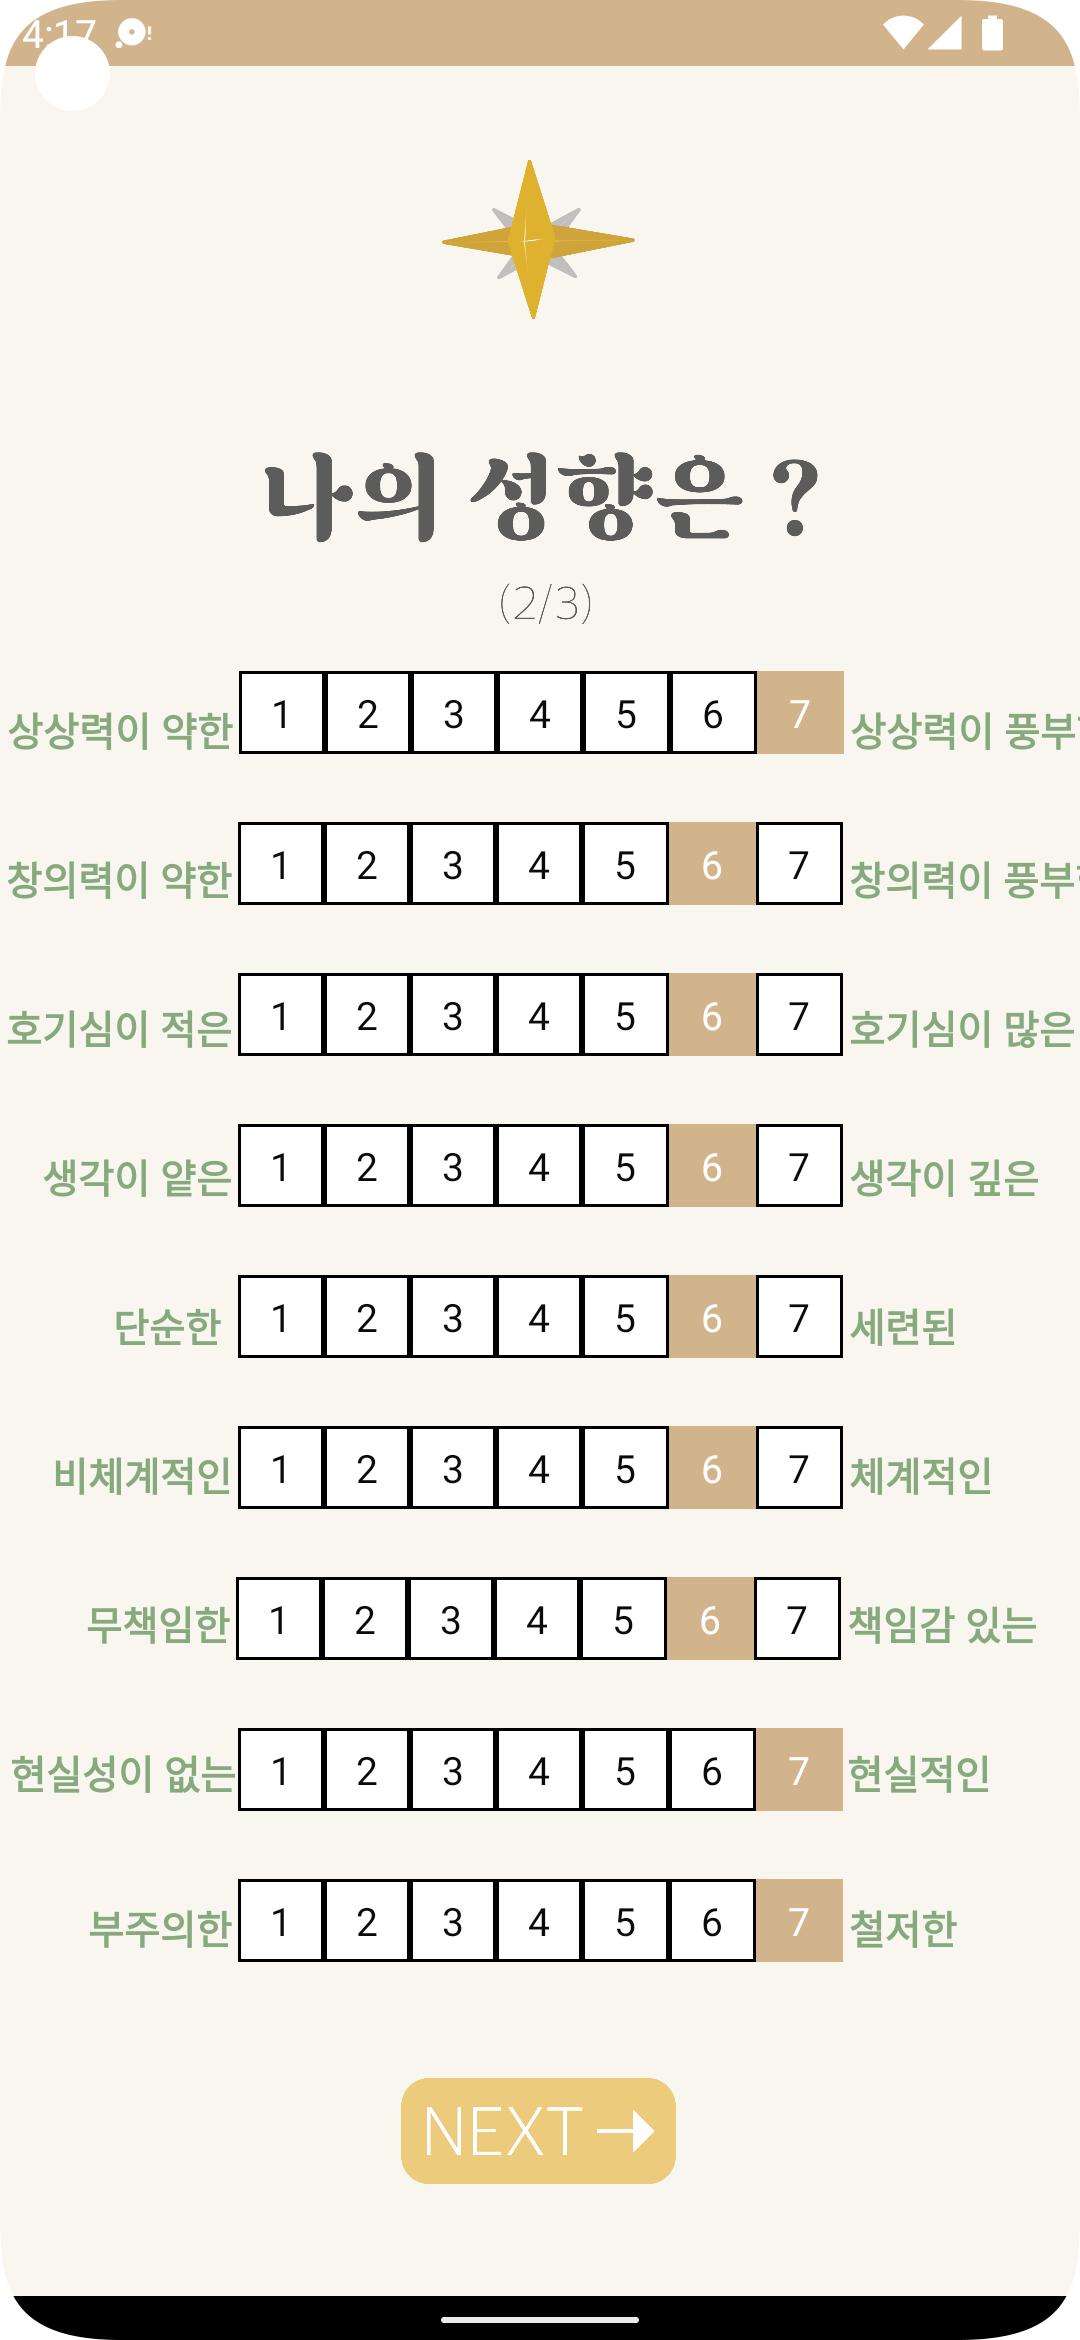 4:17
나의 성향은 ?
(2/3)
상상력이 약한 1 2 3 4 5 6 7 상상력이 풍부
창의력이 약한 1 2 3 4 5 6 7 창의력이 풍부
호기심이 적은 1 2 3 4 5 6 7 호기심이 많은
생각이 얕은 1 2 3 4 5 6 7 생각이 깊은
단순한 1 2 3 4 5 6 7 세련된
비체계적인 1 2 3 4 5 6 7 체계적인
무책임한 1 2 3 4 5 6 7 책임감 있는
현실성이 없는 1 2 3 4 5 6 7 현실적인
부주의한 1 2 3 4 5 6 7 철저한
NEXT